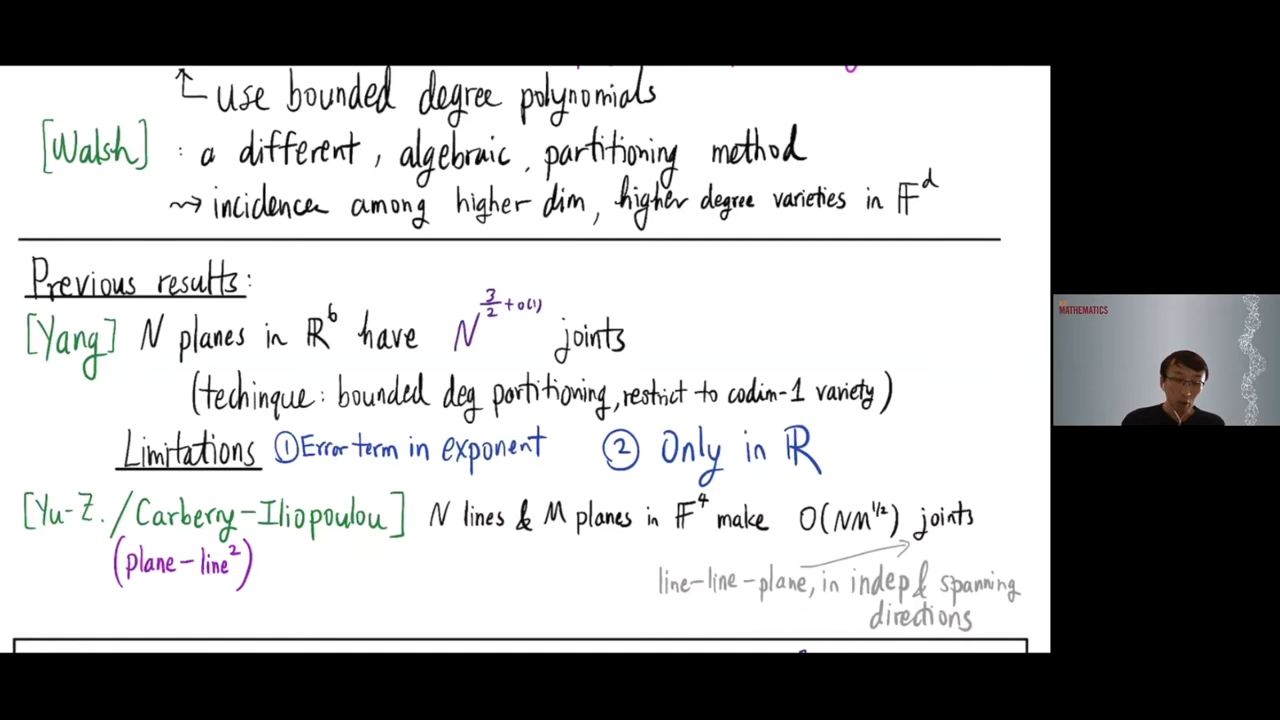 use bounded degree polynomials
[Walsh] : a different, algebraic, partitioning method
⇝ incidences among higher dim, higher degree varieties in 𝔽^d
Previous results:
[Yang] N planes in ℝ^6 have N^{3/2 + o(1)} joints
(techinque: bounded deg partitioning, restrict to codim-1 variety)
Limitations ① Error term in exponent ② Only in ℝ
[Yu-Z. / Carberry-Iliopoulou] N lines & M planes in 𝔽^4 make O(NM^{1/2}) joints
(plane-line^2)
line-line-plane, in indep & spanning
directions
MATHEMATICS